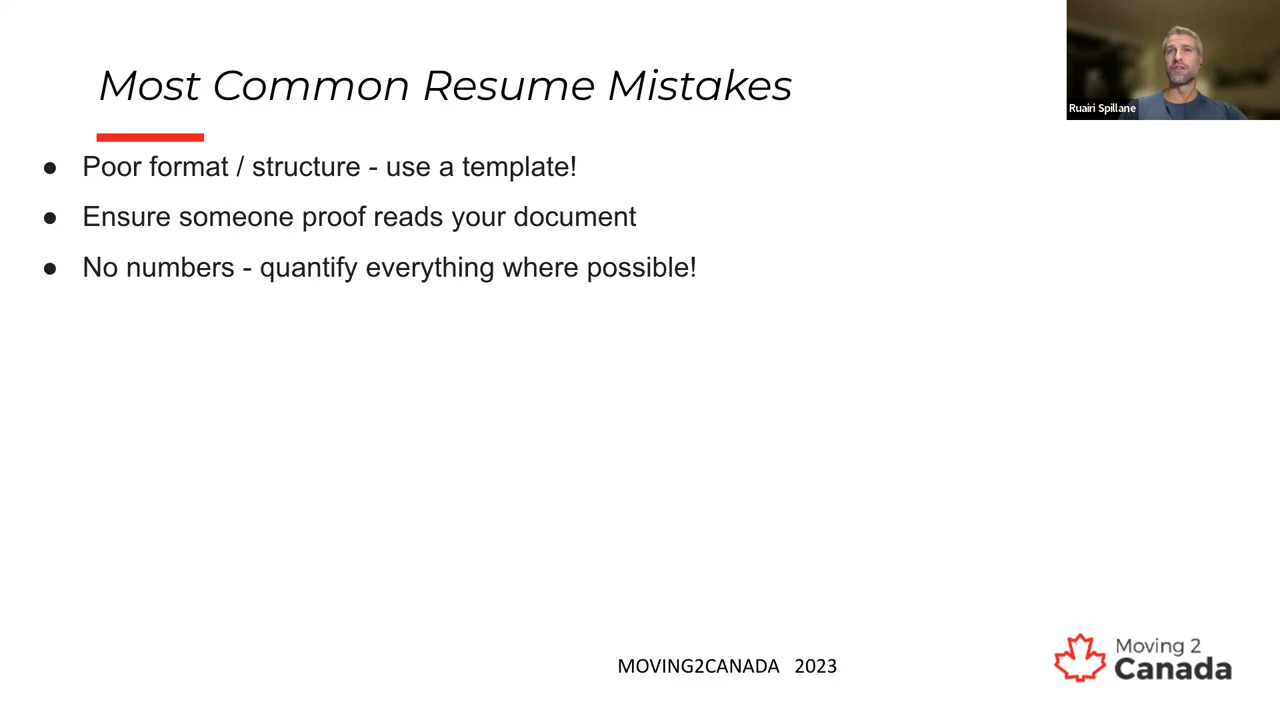 Most Common Resume Mistakes
Ruairi Spillane
● Poor format / structure - use a template!
● Ensure someone proof reads your document
● No numbers - quantify everything where possible!
MOVING2CANADA 2023
Moving 2
Canada